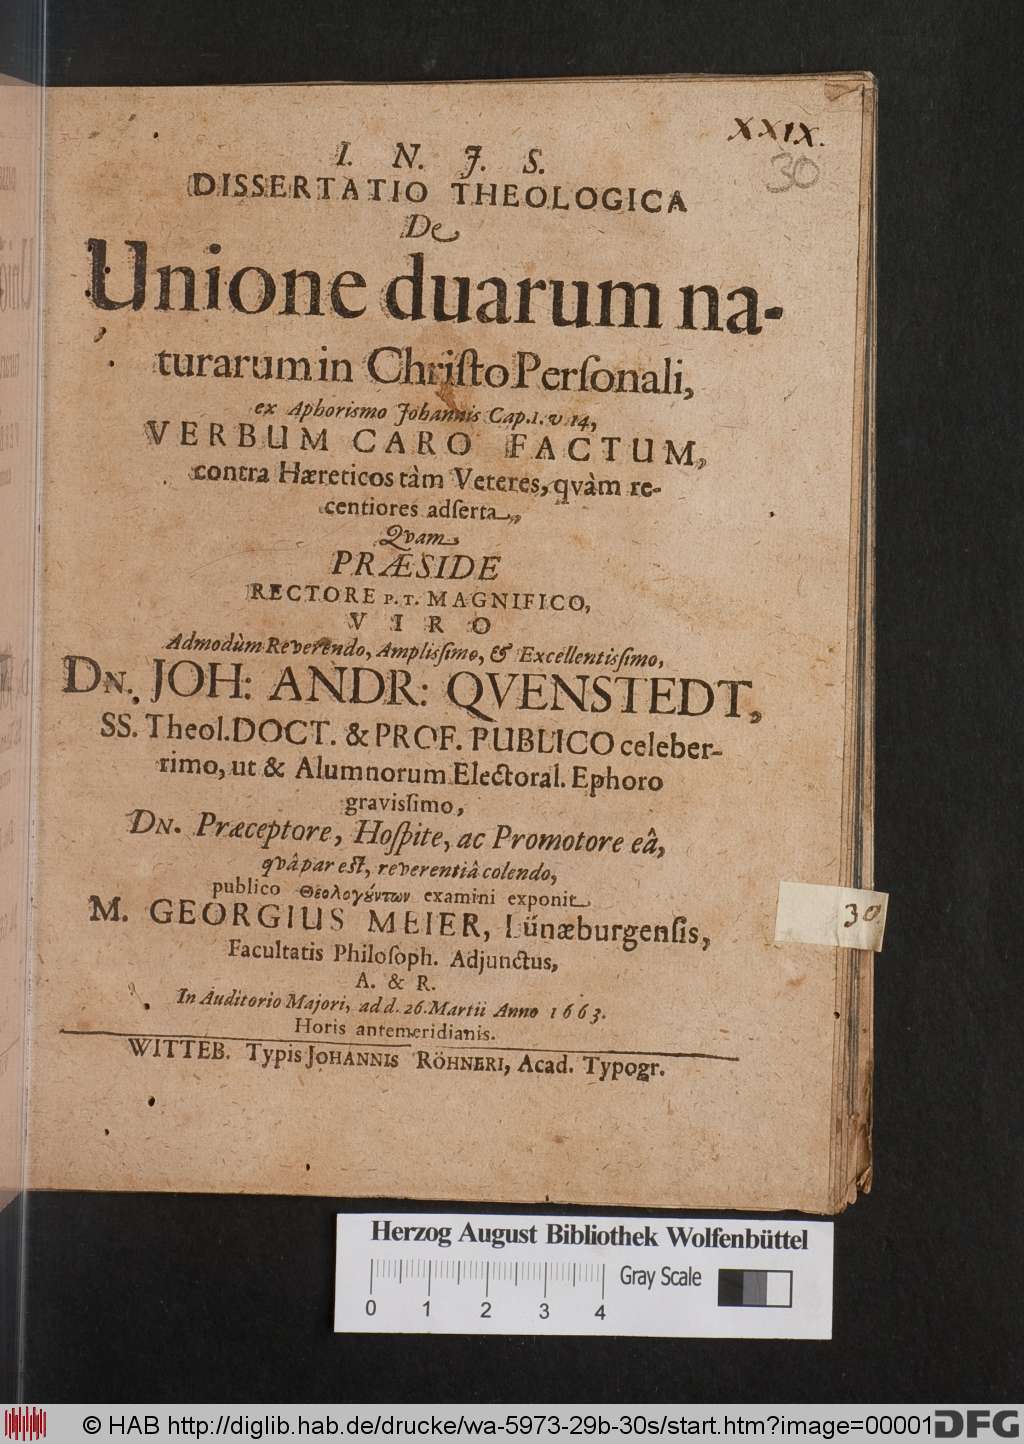 XXIX.
30
I. N. J. S.
DISSERTATIO THEOLOGICA
De
Unione duarum na-
turarum in Chriſto Perſonali,
ex Aphorismo Johannis Cap. 1. v 14,
VERBUM CARO FACTUM,
contra Hæreticos tàm Veteres, qvàm re-
centiores adſerta,
Qvam
PRÆSIDE
RECTORE P. T. MAGNIFICO,
VIRO
Admodùm Reverendo, Ampliſſimo, & Excellentiſſimo,
DN. JOH: ANDR: QVENSTEDT,
SS. Theol. DOCT. & PROF. PUBLICO celeber-
rimo, ut & Alumnorum Electoral. Ephoro
graviſſimo,
DN. Præceptore, Hoſpite, ac Promotore eâ,
qvâ par eſt, reverentiâ colendo,
publico Θεολογȣ́ντων examini exponit
M. GEORGIUS MEIER, Lünæburgenſis,
Facultatis Philoſoph. Adjunctus,
A. & R.
In Auditorio Majori, ad d. 26. Martii Anno 1663.
Horis antemeridianis.
WITTEB. Typis JOHANNIS RÖHNERI, Acad. Typogr.
30.
Herzog August Bibliothek Wolfenbüttel
Gray Scale
0 1 2 3 4
© HAB http://diglib.hab.de/drucke/wa-5973-29b-30s/start.htm?image=00001
DFG